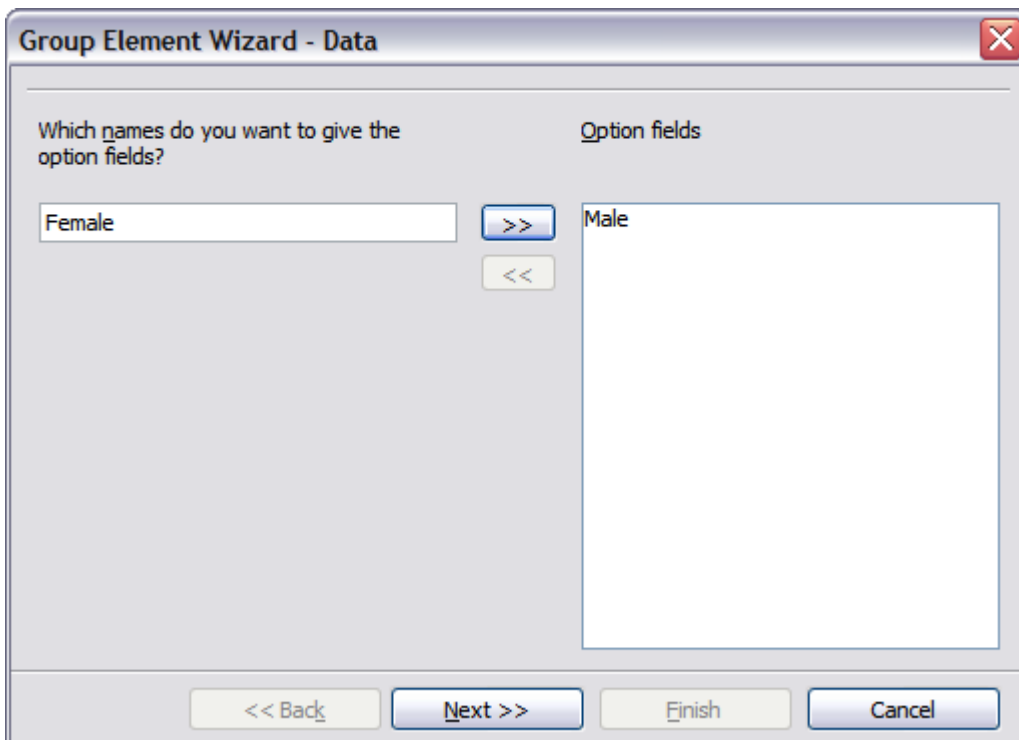 Group Element Wizard - Data
Which names do you want to give the
option fields?
Option fields
Female
>>
Male
<<
<< Back
Next >>
Finish
Cancel